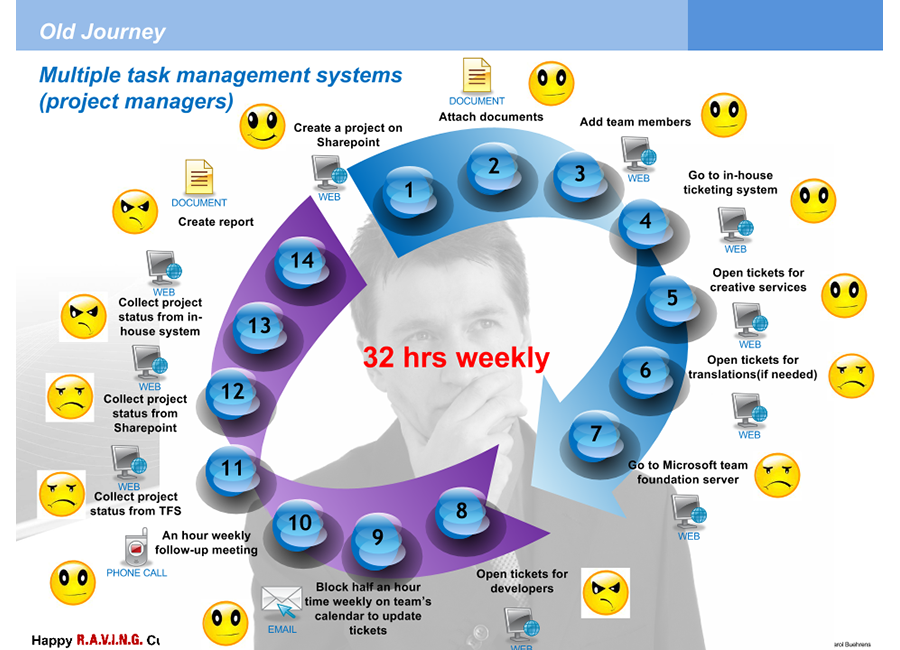 Old Journey
Multiple task management systems
(project managers)
DOCUMENT
Attach documents
Add team members
WEB
Create a project on
Sharepoint
WEB
Go to in-house
ticketing system
WEB
DOCUMENT
Create report
1
2
3
4
5
6
7
8
9
10
11
12
13
14
32 hrs weekly
Open tickets for
creative services
WEB
Open tickets for
translations(if needed)
WEB
Go to Microsoft team
foundation server
WEB
Open tickets for
developers
WEB
Block half an hour
time weekly on team's
calendar to update
tickets
EMAIL
An hour weekly
follow-up meeting
PHONE CALL
WEB
Collect project
status from TFS
WEB
Collect project
status from
Sharepoint
WEB
Collect project
status from in-
house system
Happy R.A.V.I.N.G.
Buehrens